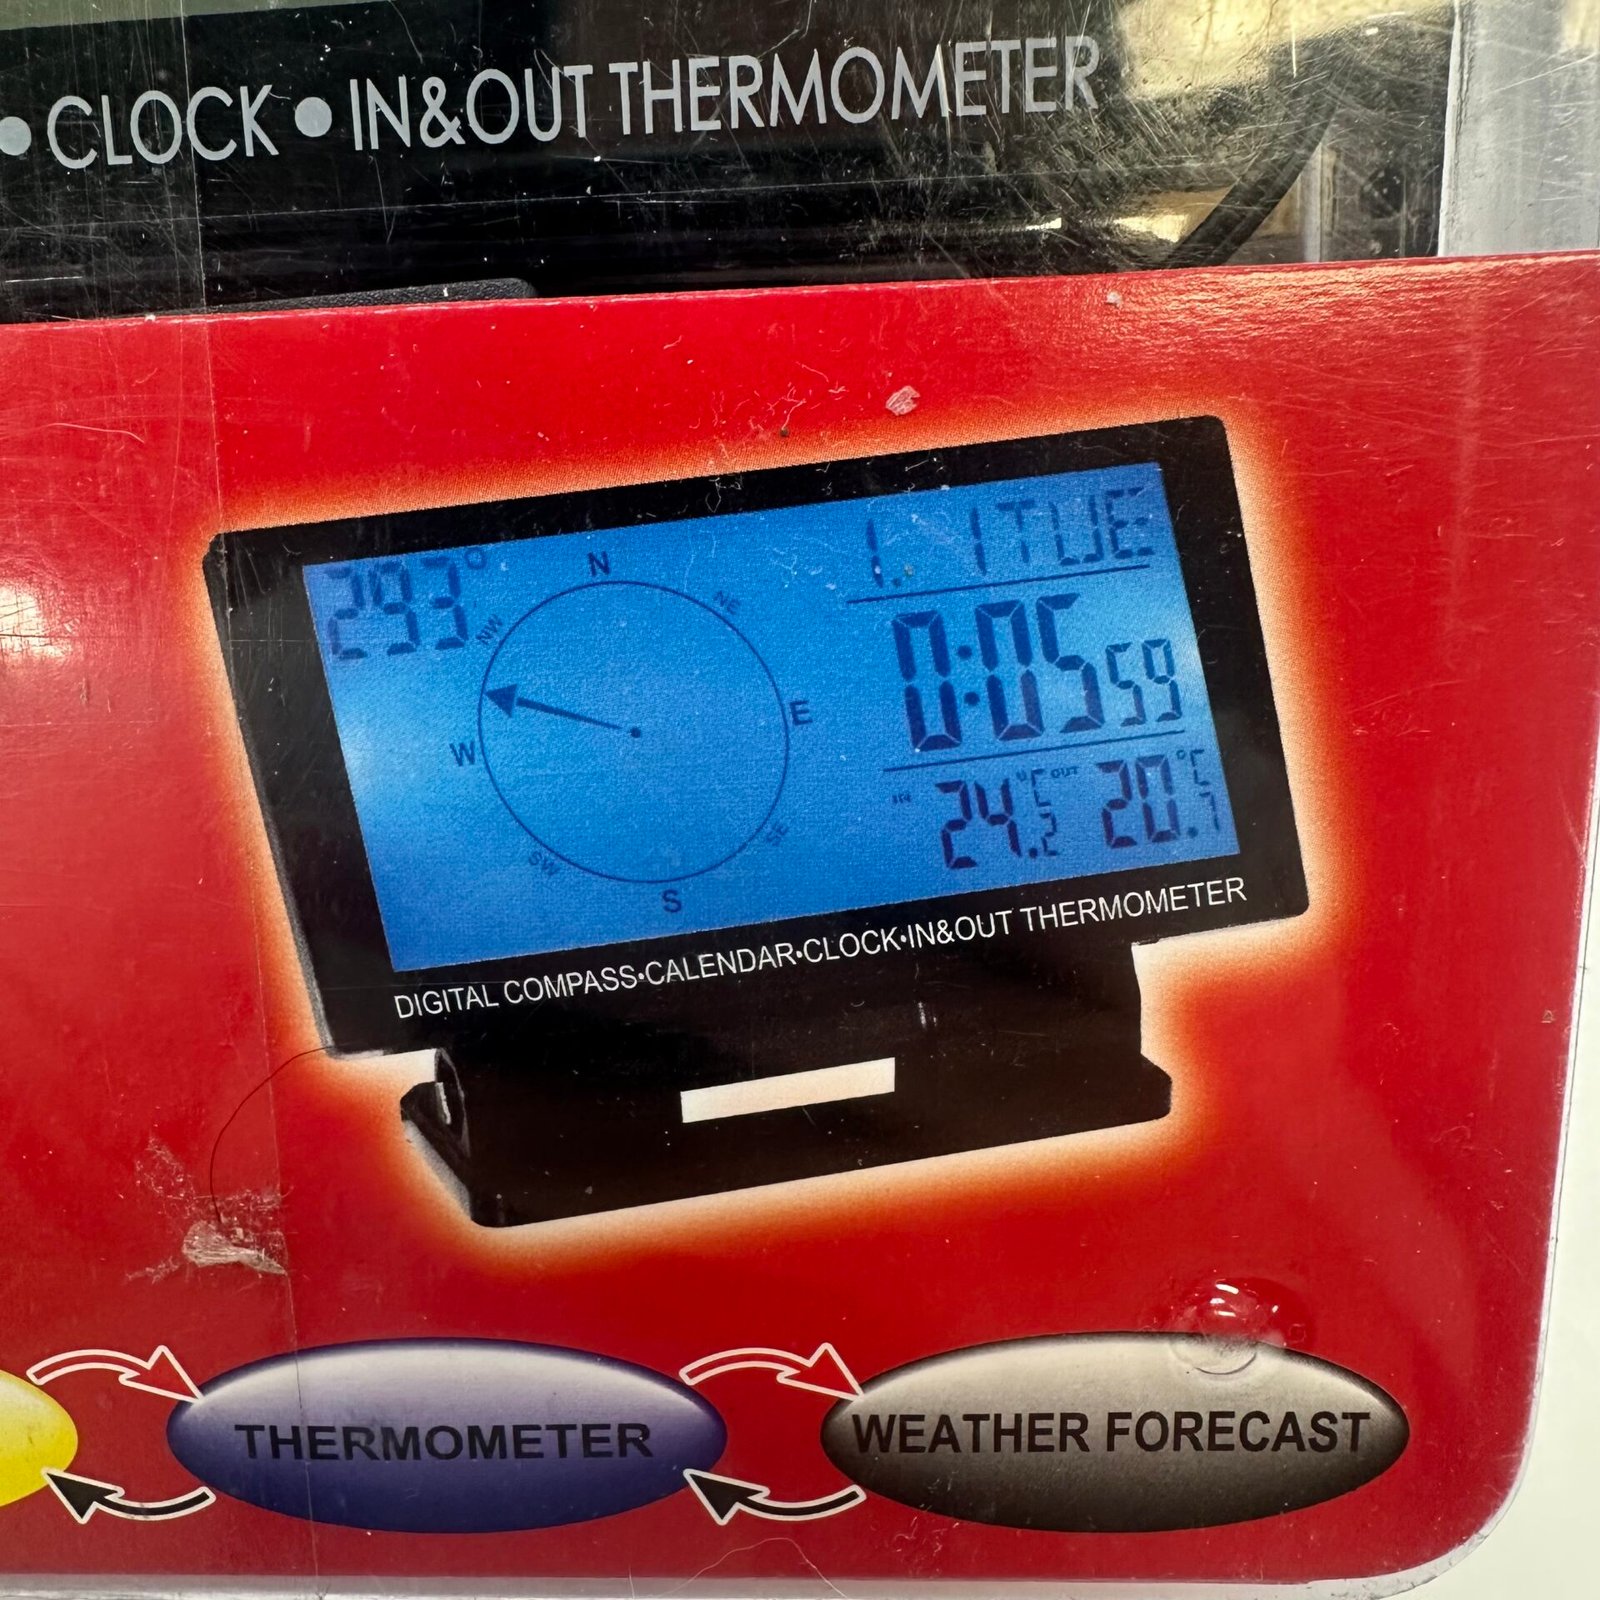 • CLOCK • IN&OUT THERMOMETER
293°
N
NE
NW
E
W
SE
SW
S
1. 1 TUE
0:05 59
IN 24.2 °C OUT 20.7 °C
DIGITAL COMPASS•CALENDAR•CLOCK•IN&OUT THERMOMETER
THERMOMETER
WEATHER FORECAST